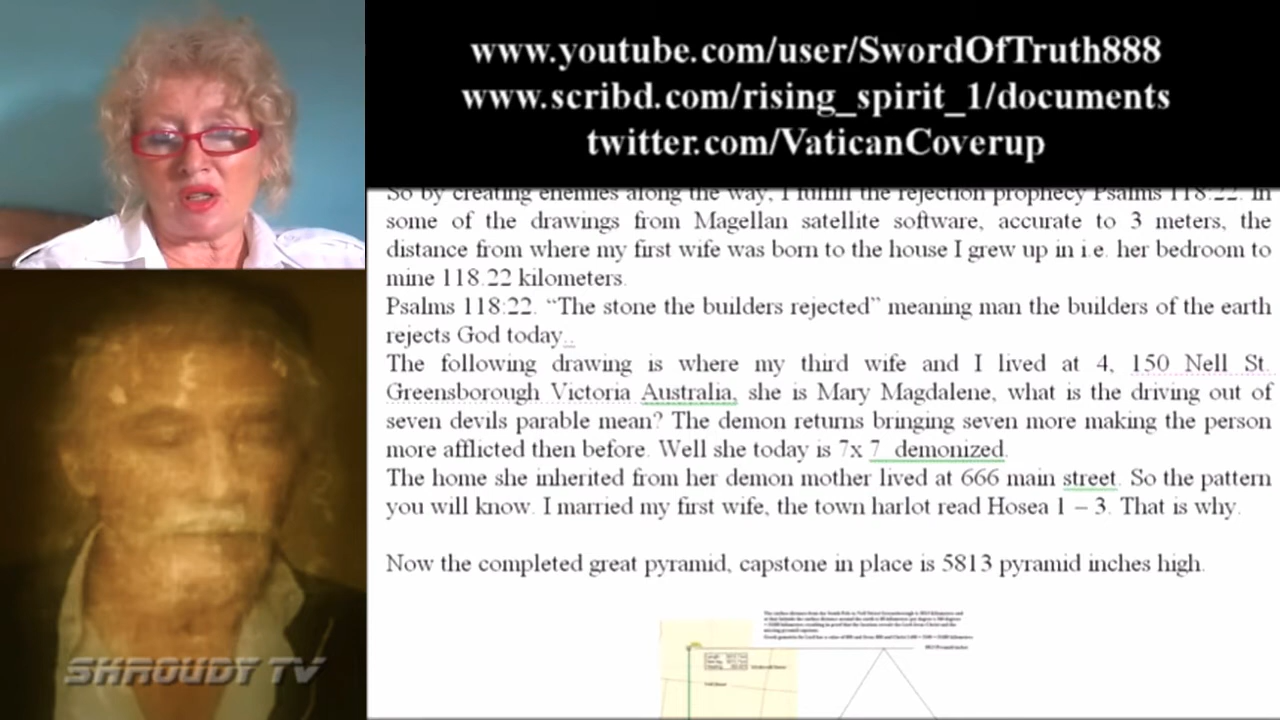 www.youtube.com/user/SwordOfTruth888
www.scribd.com/rising_spirit_1/documents
twitter.com/VaticanCoverup
So by creating enemies along the way, I fulfill the rejection prophecy Psalms 118:22. In
some of the drawings from Magellan satellite software, accurate to 3 meters, the
distance from where my first wife was born to the house I grew up in i.e. her bedroom to
mine 118.22 kilometers.
Psalms 118:22. “The stone the builders rejected” meaning man the builders of the earth
rejects God today..
The following drawing is where my third wife and I lived at 4, 150 Nell St.
Greensborough Victoria Australia, she is Mary Magdalene, what is the driving out of
seven devils parable mean? The demon returns bringing seven more making the person
more afflicted then before. Well she today is 7x 7 demonized.
The home she inherited from her demon mother lived at 666 main street. So the pattern
you will know. I married my first wife, the town harlot read Hosea 1 – 3. That is why.
Now the completed great pyramid, capstone in place is 5813 pyramid inches high.
SHROUDY TV